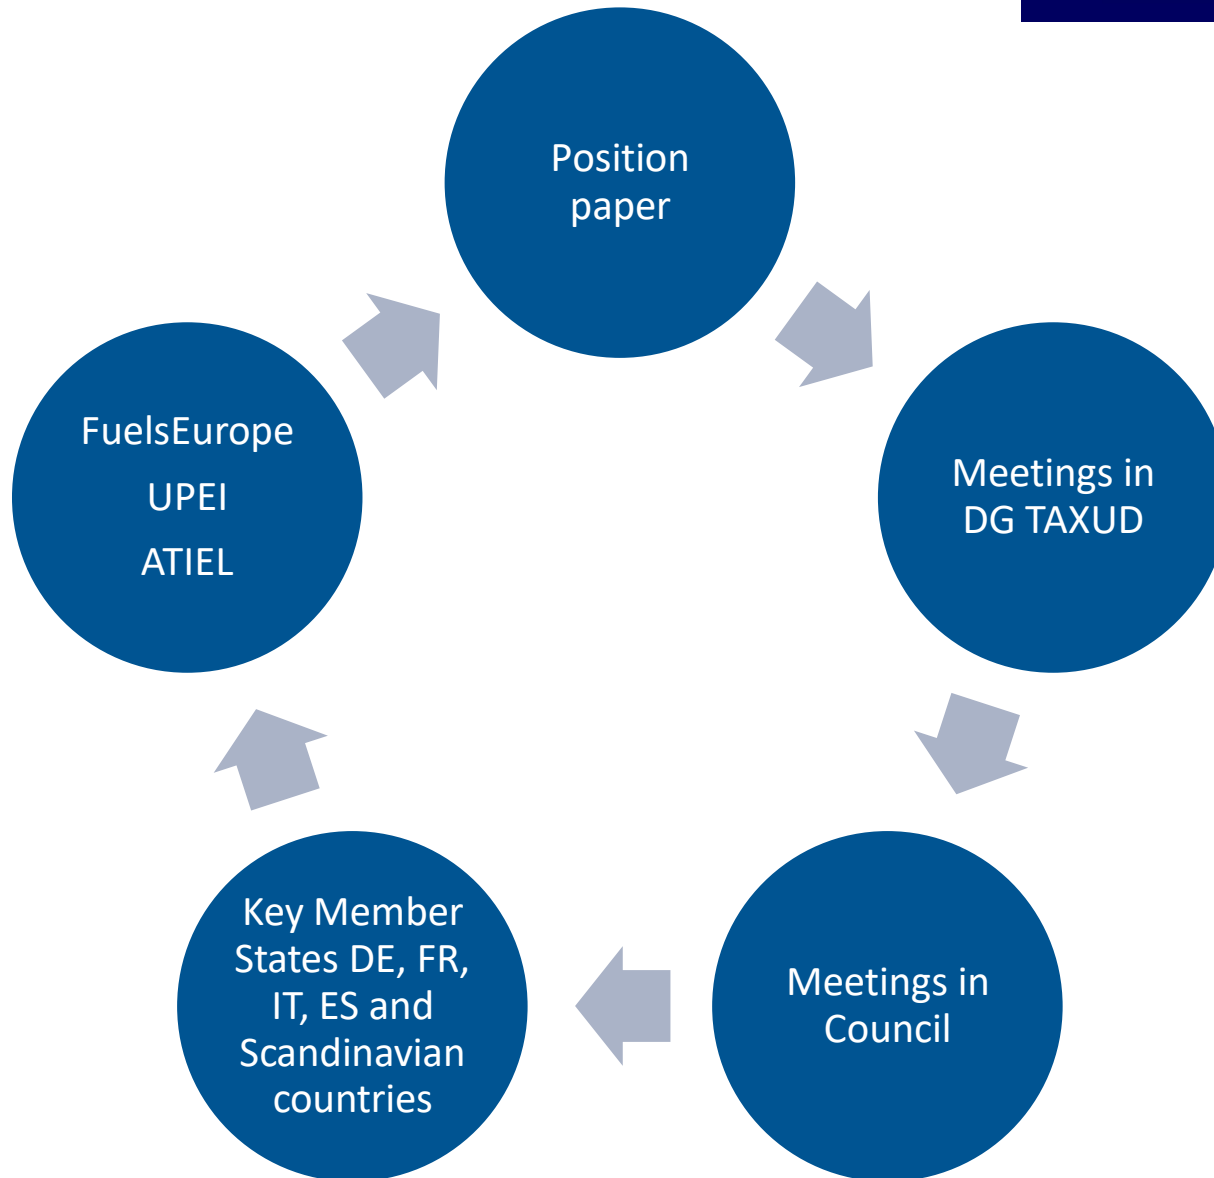 Position
paper
Meetings in
DG TAXUD
Meetings in
Council
Key Member
States DE, FR,
IT, ES and
Scandinavian
countries
FuelsEurope
UPEI
ATIEL